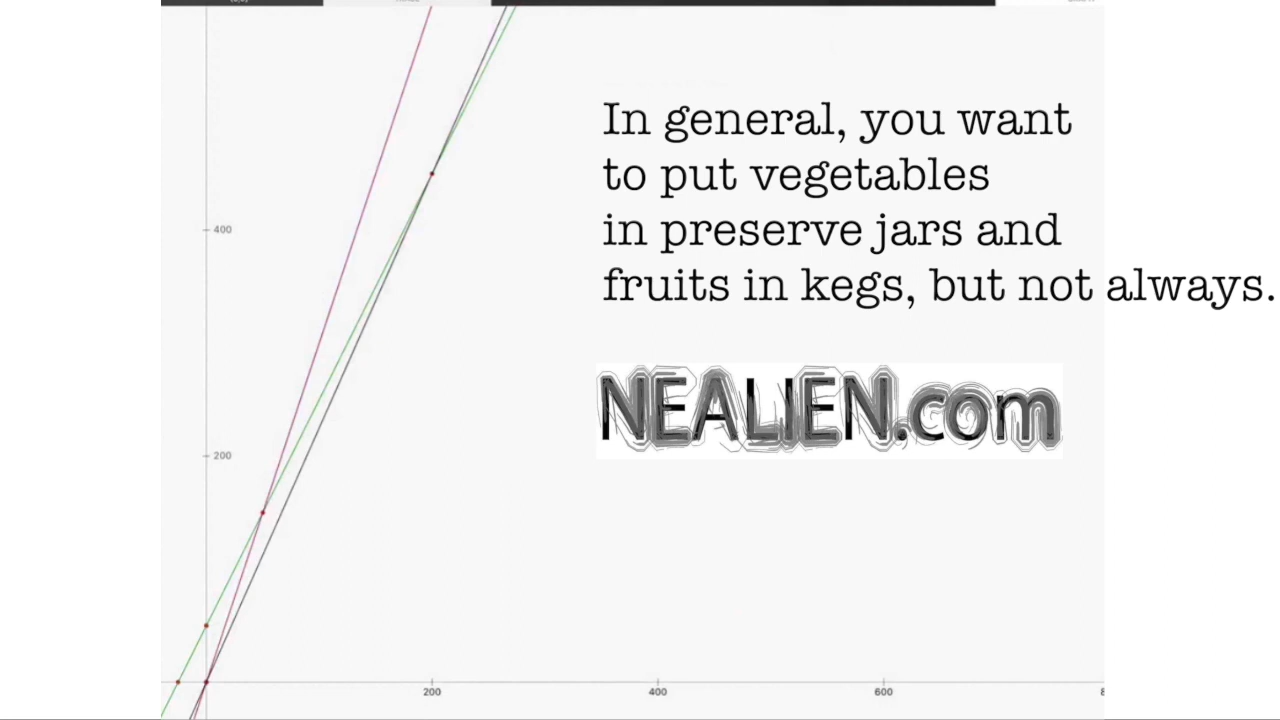 In general, you want
to put vegetables
in preserve jars and
fruits in kegs, but not always.
NEALIEN.com
400
200
200
400
600
8